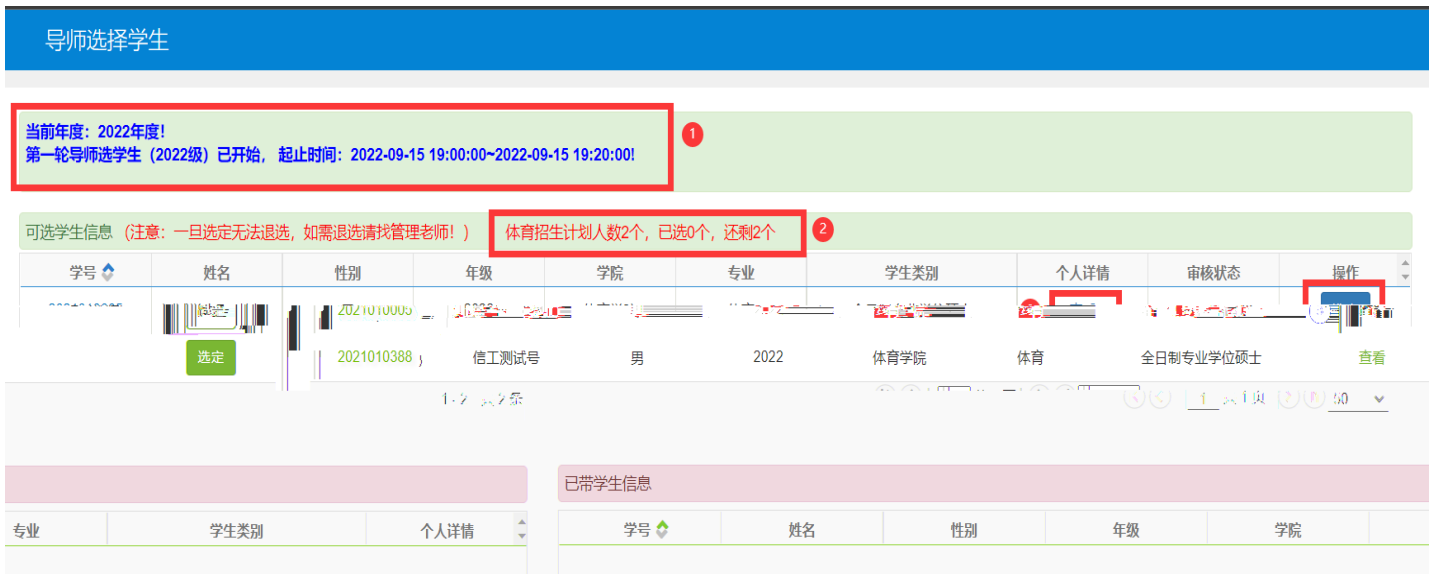 导师选择学生
当前年度：2022年度！
第一轮导师选学生（2022级）已开始， 起止时间：2022-09-15 19:00:00~2022-09-15 19:20:00!
1
可选学生信息 （注意：一旦选定无法退选，如需退选请找管理老师！） 体育招生计划人数2个，已选0个，还剩2个
2
学号 姓名 性别 年级 学院 专业 学生类别 个人详情 审核状态 操作
2021010005
选定 2021010388 信工测试号 男 2022 体育学院 体育 全日制专业学位硕士 查看
已带学生信息
专业 学生类别 个人详情 学号 姓名 性别 年级 学院